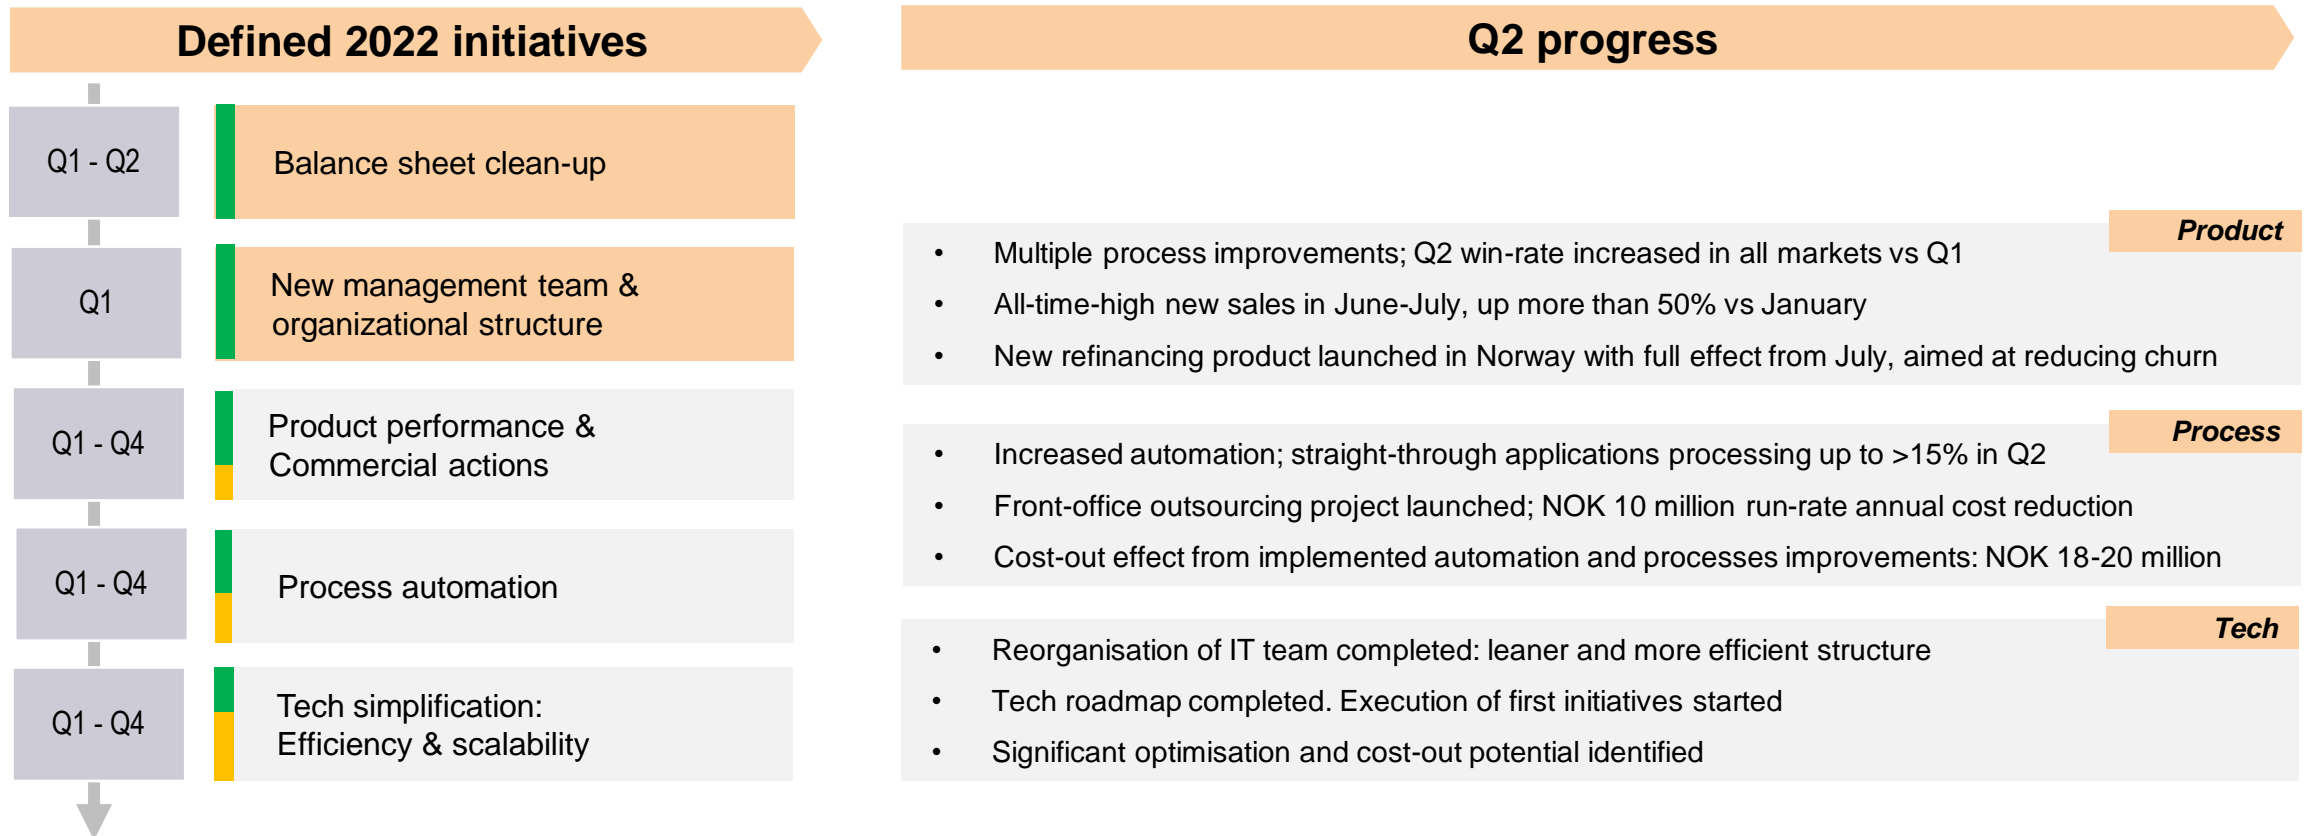 Defined 2022 initiatives
Q1 - Q2
Balance sheet clean-up
Q1
New management team &
organizational structure
Q1 - Q4
Product performance &
Commercial actions
Q1 - Q4
Process automation
Q1 - Q4
Tech simplification:
Efficiency & scalability
Q2 progress
Product
• Multiple process improvements; Q2 win-rate increased in all markets vs Q1
• All-time-high new sales in June-July, up more than 50% vs January
• New refinancing product launched in Norway with full effect from July, aimed at reducing churn
Process
• Increased automation; straight-through applications processing up to >15% in Q2
• Front-office outsourcing project launched; NOK 10 million run-rate annual cost reduction
• Cost-out effect from implemented automation and processes improvements: NOK 18-20 million
Tech
• Reorganisation of IT team completed: leaner and more efficient structure
• Tech roadmap completed. Execution of first initiatives started
• Significant optimisation and cost-out potential identified